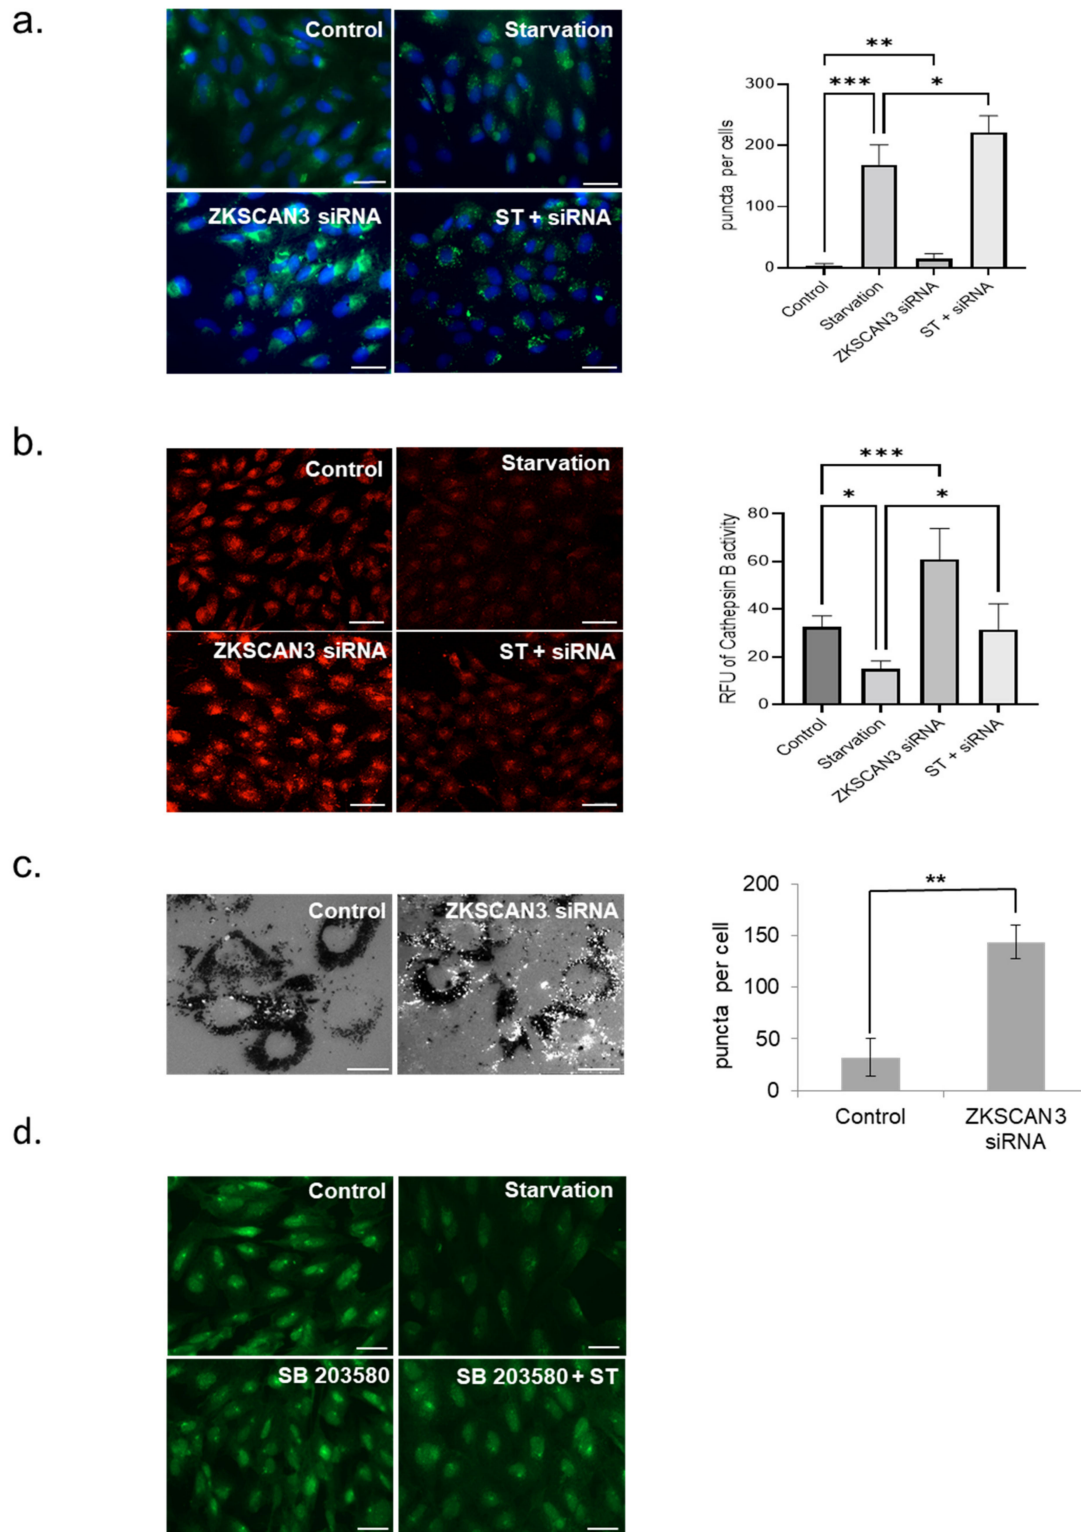 a.
Control
Starvation
ZKSCAN3 siRNA
ST + siRNA
**
***
*
300
200
100
0
puncta per cells
Control
Starvation
ZKSCAN3 siRNA
ST + siRNA
b.
Control
Starvation
ZKSCAN3 siRNA
ST + siRNA
***
*
*
80
60
40
20
0
RFU of Cathepsin B activity
Control
Starvation
ZKSCAN3 siRNA
ST + siRNA
c.
Control
ZKSCAN3 siRNA
**
200
150
100
50
0
puncta per cell
Control
ZKSCAN3
siRNA
d.
Control
Starvation
SB 203580
SB 203580 + ST